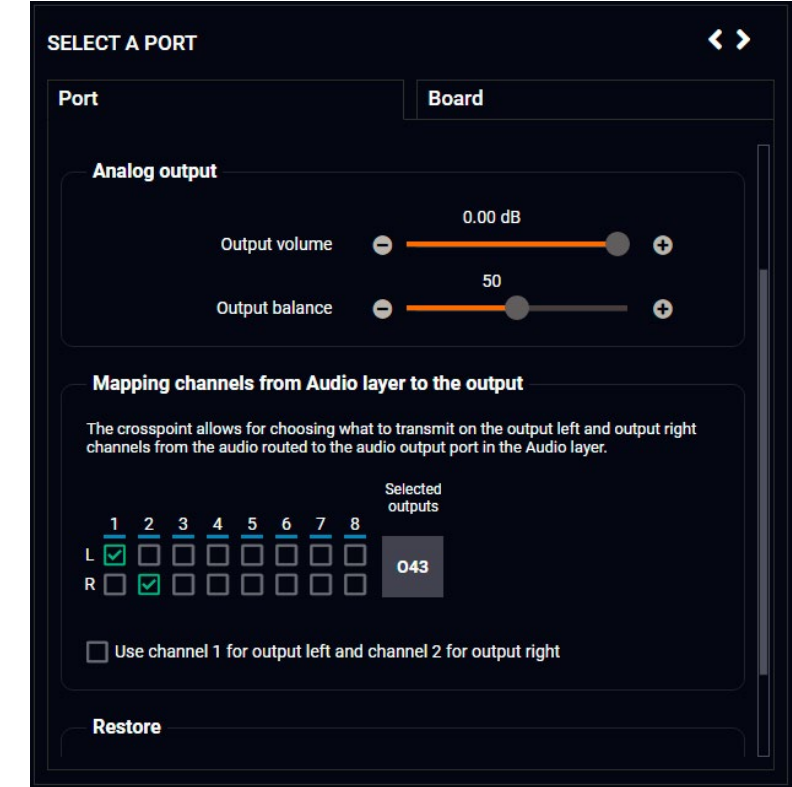 SELECT A PORT
Port
Board
Analog output
0.00 dB
Output volume
50
Output balance
Mapping channels from Audio layer to the output
The crosspoint allows for choosing what to transmit on the output left and output right
channels from the audio routed to the audio output port in the Audio layer.
Selected
outputs
1 2 3 4 5 6 7 8
L
O43
R
Use channel 1 for output left and channel 2 for output right
Restore